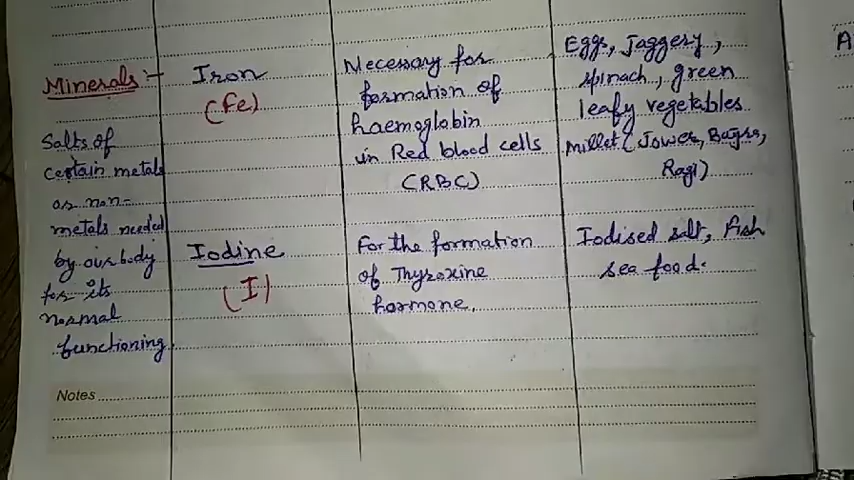 Minerals:-
Salts of
certain metals
or non-
metals needed
by our body
for its
normal
functioning
Iron
(Fe)
Necessary for
formation of
haemoglobin
in Red blood cells
(RBC)
Eggs, Jaggery,
spinach, green
leafy vegetables
Millet (Jower, Bajra,
Ragi)
Iodine
(I)
For the formation
of Thyroxine
hormone.
Iodised salt, fish
sea food.
Notes
A